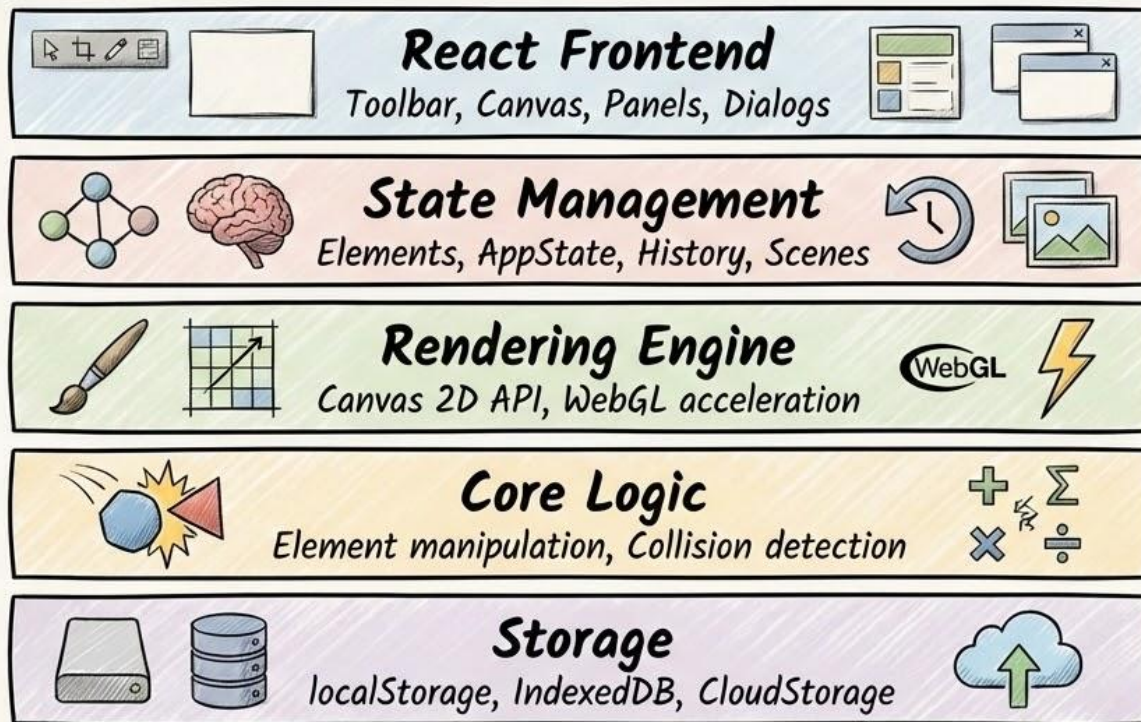 React Frontend
Toolbar, Canvas, Panels, Dialogs
State Management
Elements, AppState, History, Scenes
Rendering Engine
Canvas 2D API, WebGL acceleration
WebGL
Core Logic
Element manipulation, Collision detection
Storage
localStorage, IndexedDB, CloudStorage